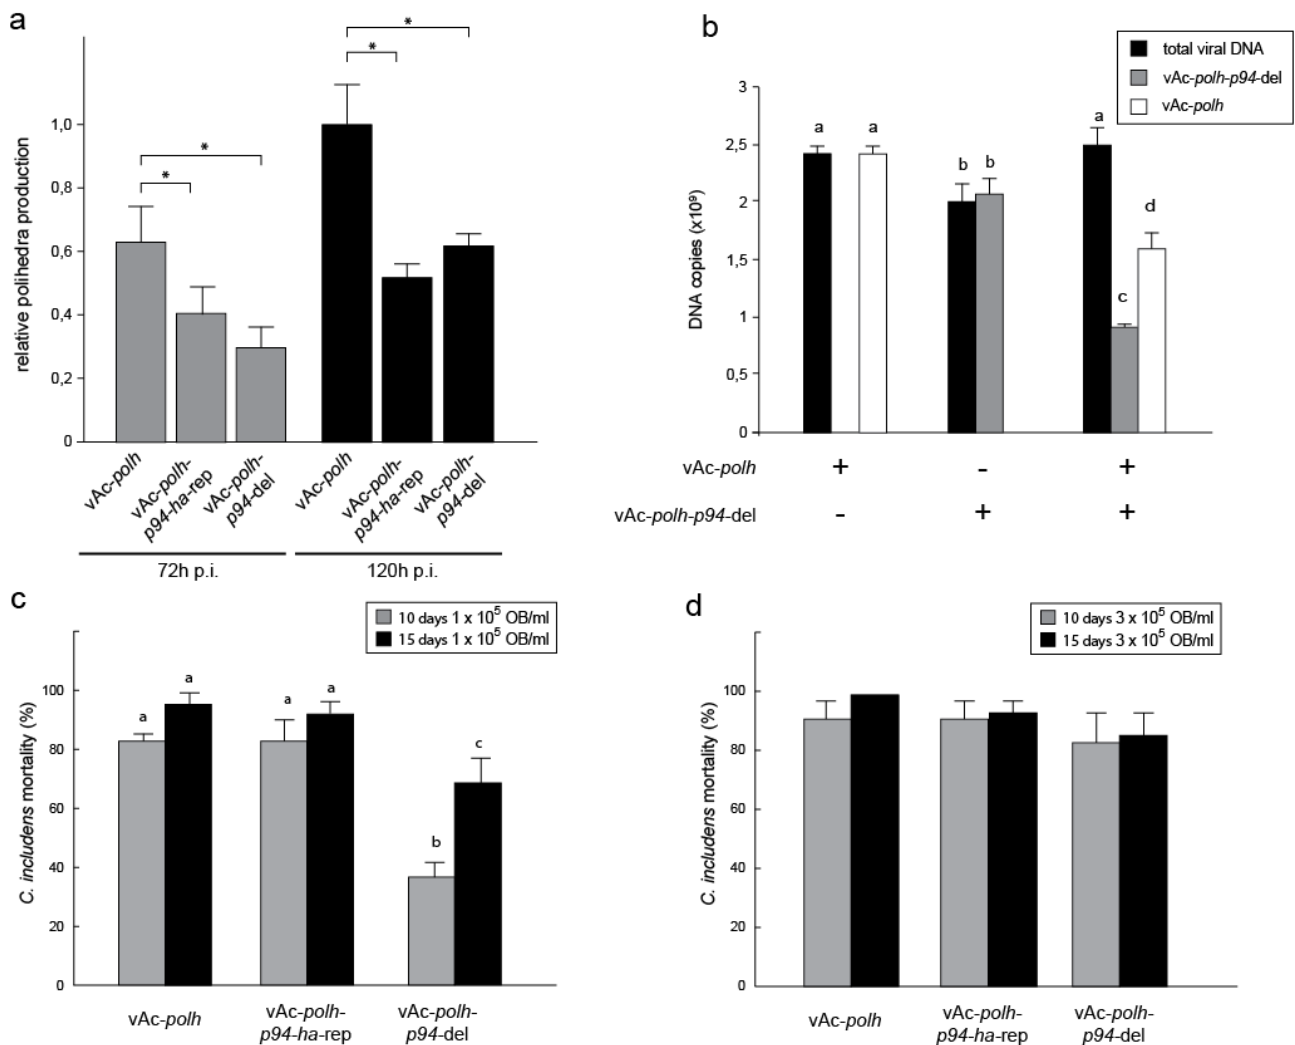 a
relative polihedra production
*
*
*
*
1,0
0,8
0,6
0,4
0,2
0
vAc-polh
vAc-polh-
p94-ha-rep
vAc-polh-
p94-del
vAc-polh
vAc-polh-
p94-ha-rep
vAc-polh-
p94-del
72h p.i.
120h p.i.
b
total viral DNA
vAc-polh-p94-del
vAc-polh
DNA copies (x10⁹)
3
2,5
2
1,5
1
0,5
0
a
a
b
b
a
c
d
vAc-polh + - +
vAc-polh-p94-del - + +
c
10 days 1 x 10⁵ OB/ml
15 days 1 x 10⁵ OB/ml
C. includens mortality (%)
100
80
60
40
20
0
a
a
a
a
b
c
vAc-polh
vAc-polh-
p94-ha-rep
vAc-polh-
p94-del
d
10 days 3 x 10⁵ OB/ml
15 days 3 x 10⁵ OB/ml
C. includens mortality (%)
100
80
60
40
20
0
vAc-polh
vAc-polh-
p94-ha-rep
vAc-polh-
p94-del